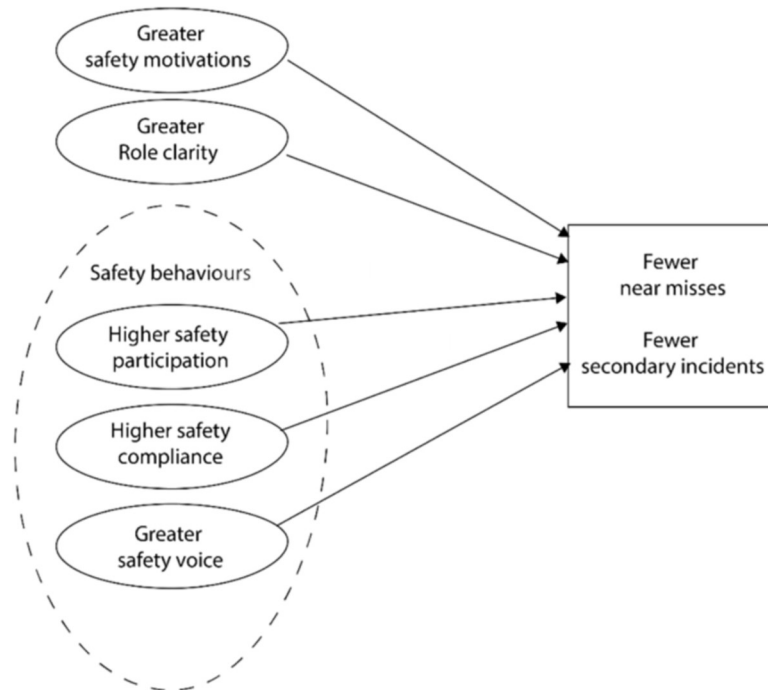 Greater
safety motivations
Greater
Role clarity
Safety behaviours
Higher safety
participation
Higher safety
compliance
Greater
safety voice
Fewer
near misses
Fewer
secondary incidents